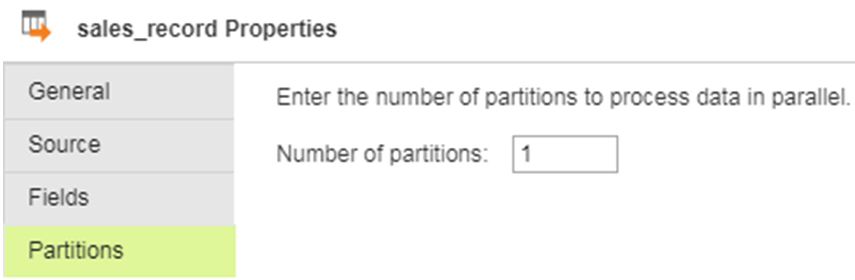 sales_record Properties
General
Source
Fields
Partitions
Enter the number of partitions to process data in parallel.
Number of partitions: 1